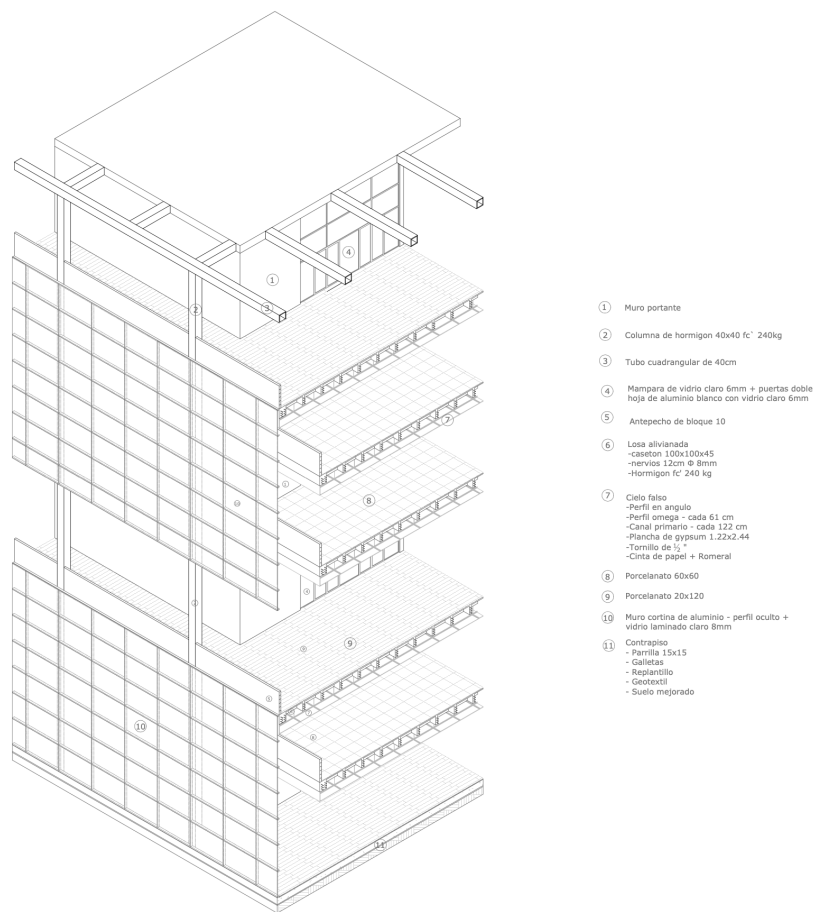 1 Muro portante
2 Columna de hormigon 40x40 fc` 240kg
3 Tubo cuadrangular de 40cm
4 Mampara de vidrio claro 6mm + puertas doble
hoja de aluminio blanco con vidrio claro 6mm
5 Antepecho de bloque 10
6 Losa alivianada
-caseton 100x100x45
-nervios 12cm Φ 8mm
-Hormigon fc' 240 kg
7 Cielo falso
-Perfil en angulo
-Perfil omega - cada 61 cm
-Canal primario - cada 122 cm
-Plancha de gypsum 1.22x2.44
-Tornillo de ½ "
-Cinta de papel + Romeral
8 Porcelanato 60x60
9 Porcelanato 20x120
10 Muro cortina de aluminio - perfil oculto +
vidrio laminado claro 8mm
11 Contrapiso
- Parrilla 15x15
- Galletas
- Replantillo
- Geotextil
- Suelo mejorado
4
1
2
3
7
8
9
10
11